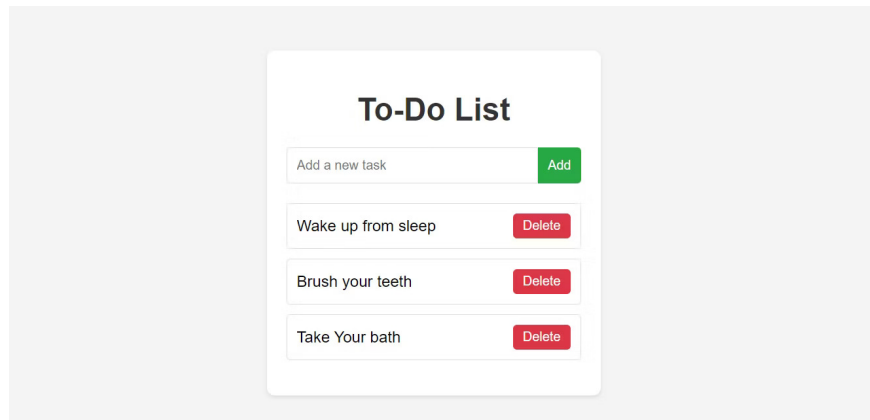 To-Do List
Add a new task Add
Wake up from sleep Delete
Brush your teeth Delete
Take Your bath Delete